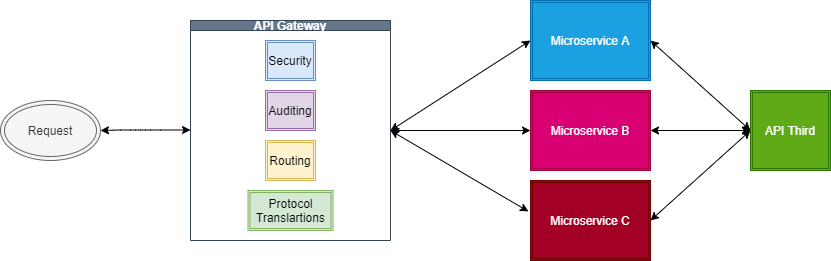 API Gateway
Security
Auditing
Routing
Protocol
Translartions
Request
Microservice A
Microservice B
Microservice C
API Third